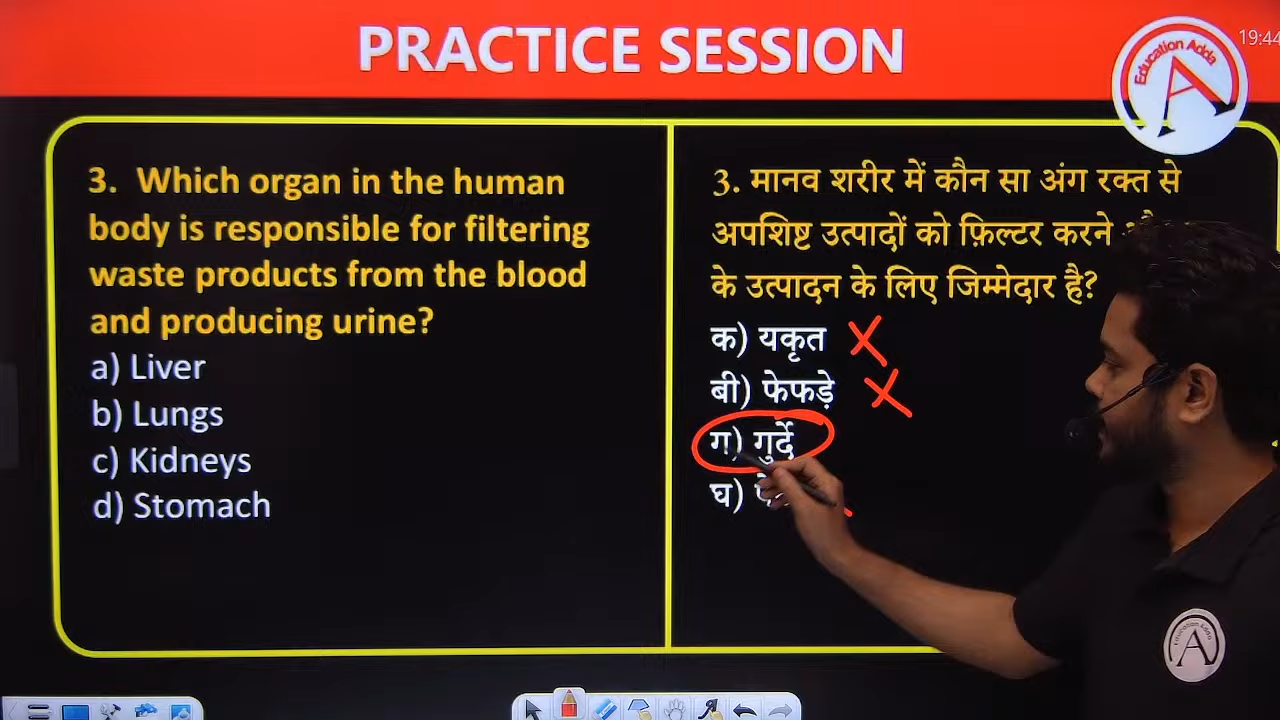 PRACTICE SESSION
19:44
Education Adda
A
3. Which organ in the human
body is responsible for filtering
waste products from the blood
and producing urine?
a) Liver
b) Lungs
c) Kidneys
d) Stomach
3. मानव शरीर में कौन सा अंग रक्त से
अपशिष्ट उत्पादों को फ़िल्टर करने
के उत्पादन के लिए जिम्मेदार है?
क) यकृत
बी) फेफड़े
ग) गुर्दे
घ)
Education Adda
A